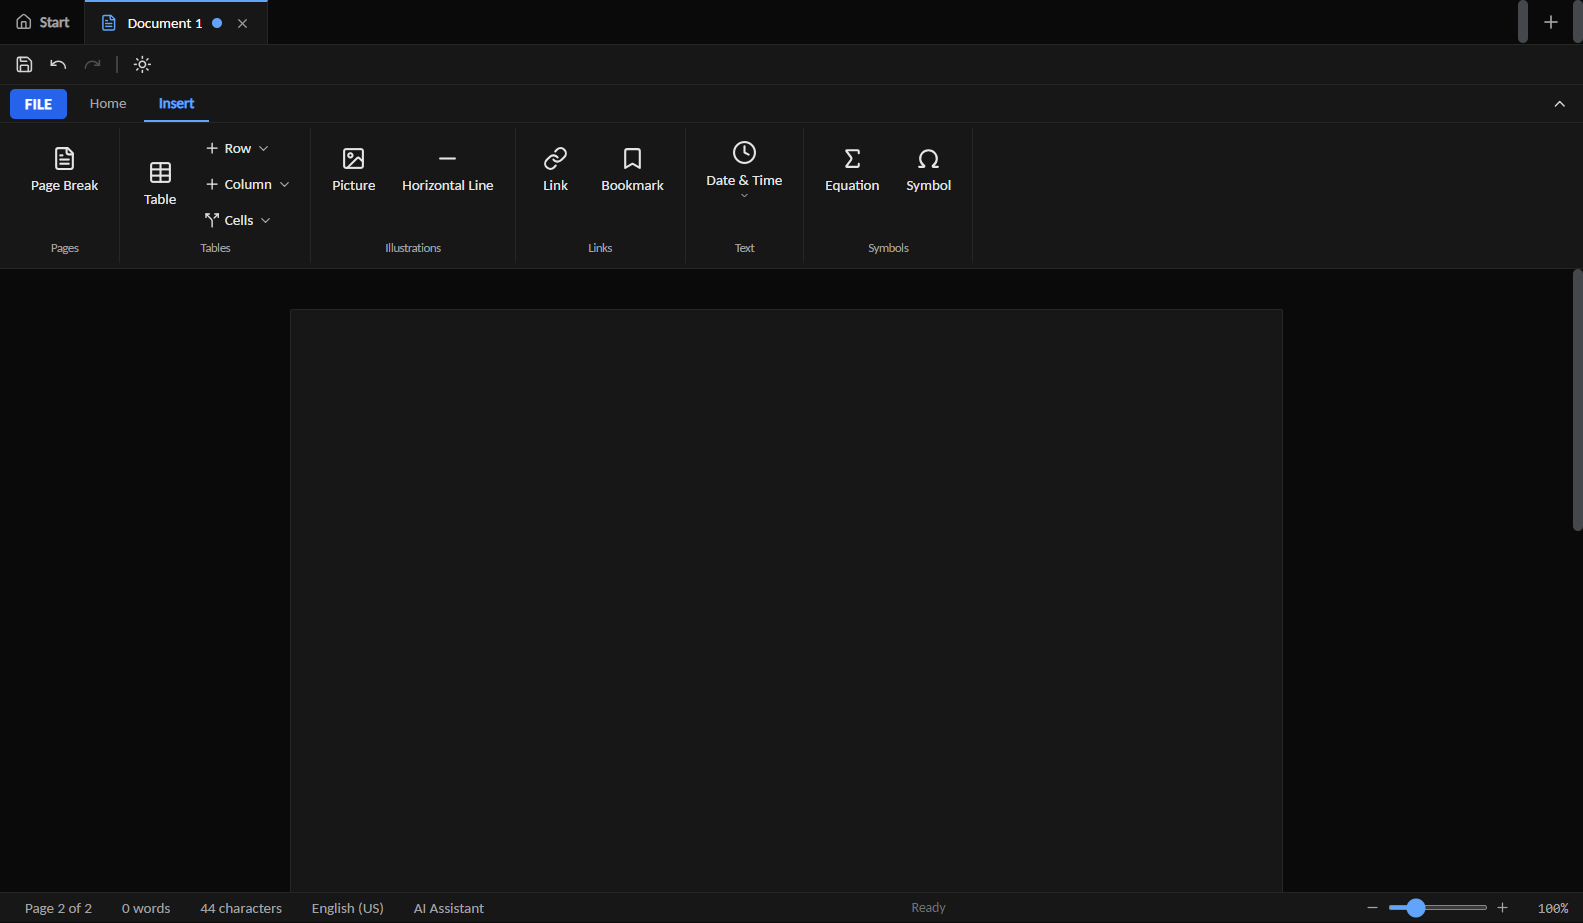 Start
Document 1
FILE
Home
Insert
Page Break
Pages
Table
Row
Column
Cells
Tables
Picture
Horizontal Line
Illustrations
Link
Bookmark
Links
Date & Time
Text
Equation
Symbol
Symbols
Page 2 of 2
0 words
44 characters
English (US)
AI Assistant
Ready
100%